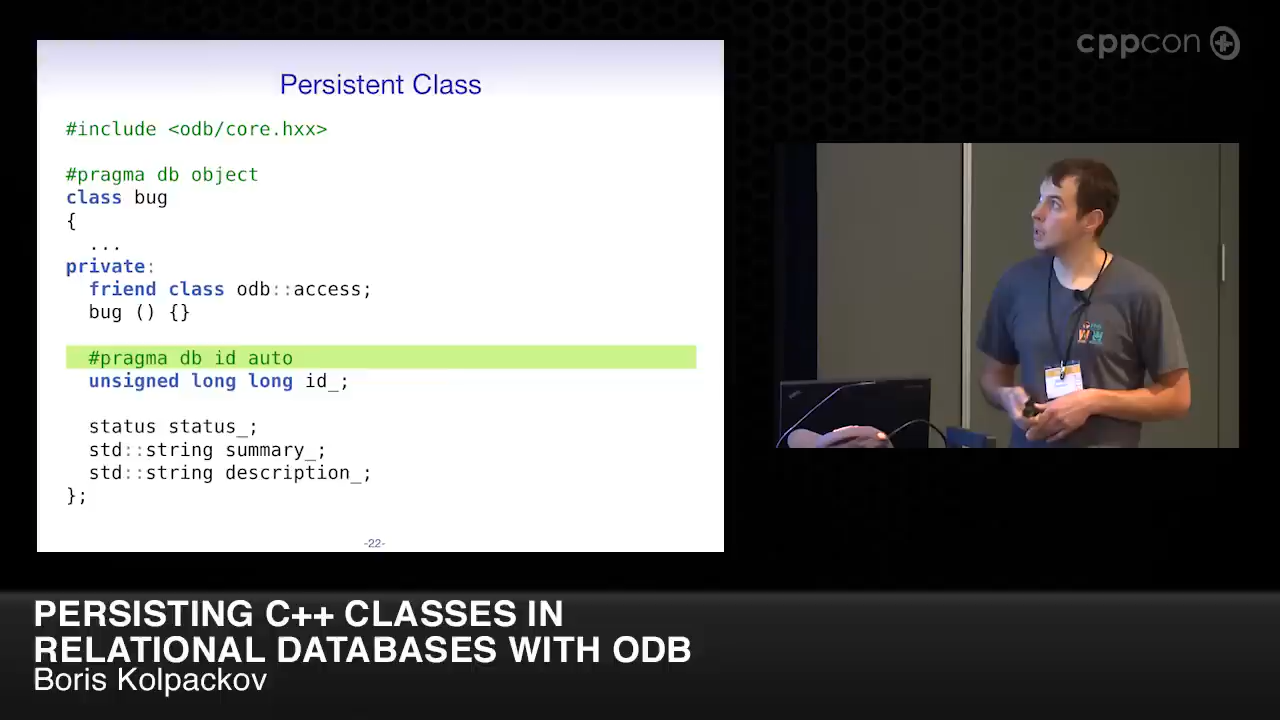 cppcon
Persistent Class
#include <odb/core.hxx>
#pragma db object
class bug
{
...
private:
friend class odb::access;
bug () {}
#pragma db id auto
unsigned long long id_;
status status_;
std::string summary_;
std::string description_;
};
-22-
PERSISTING C++ CLASSES IN
RELATIONAL DATABASES WITH ODB
Boris Kolpackov